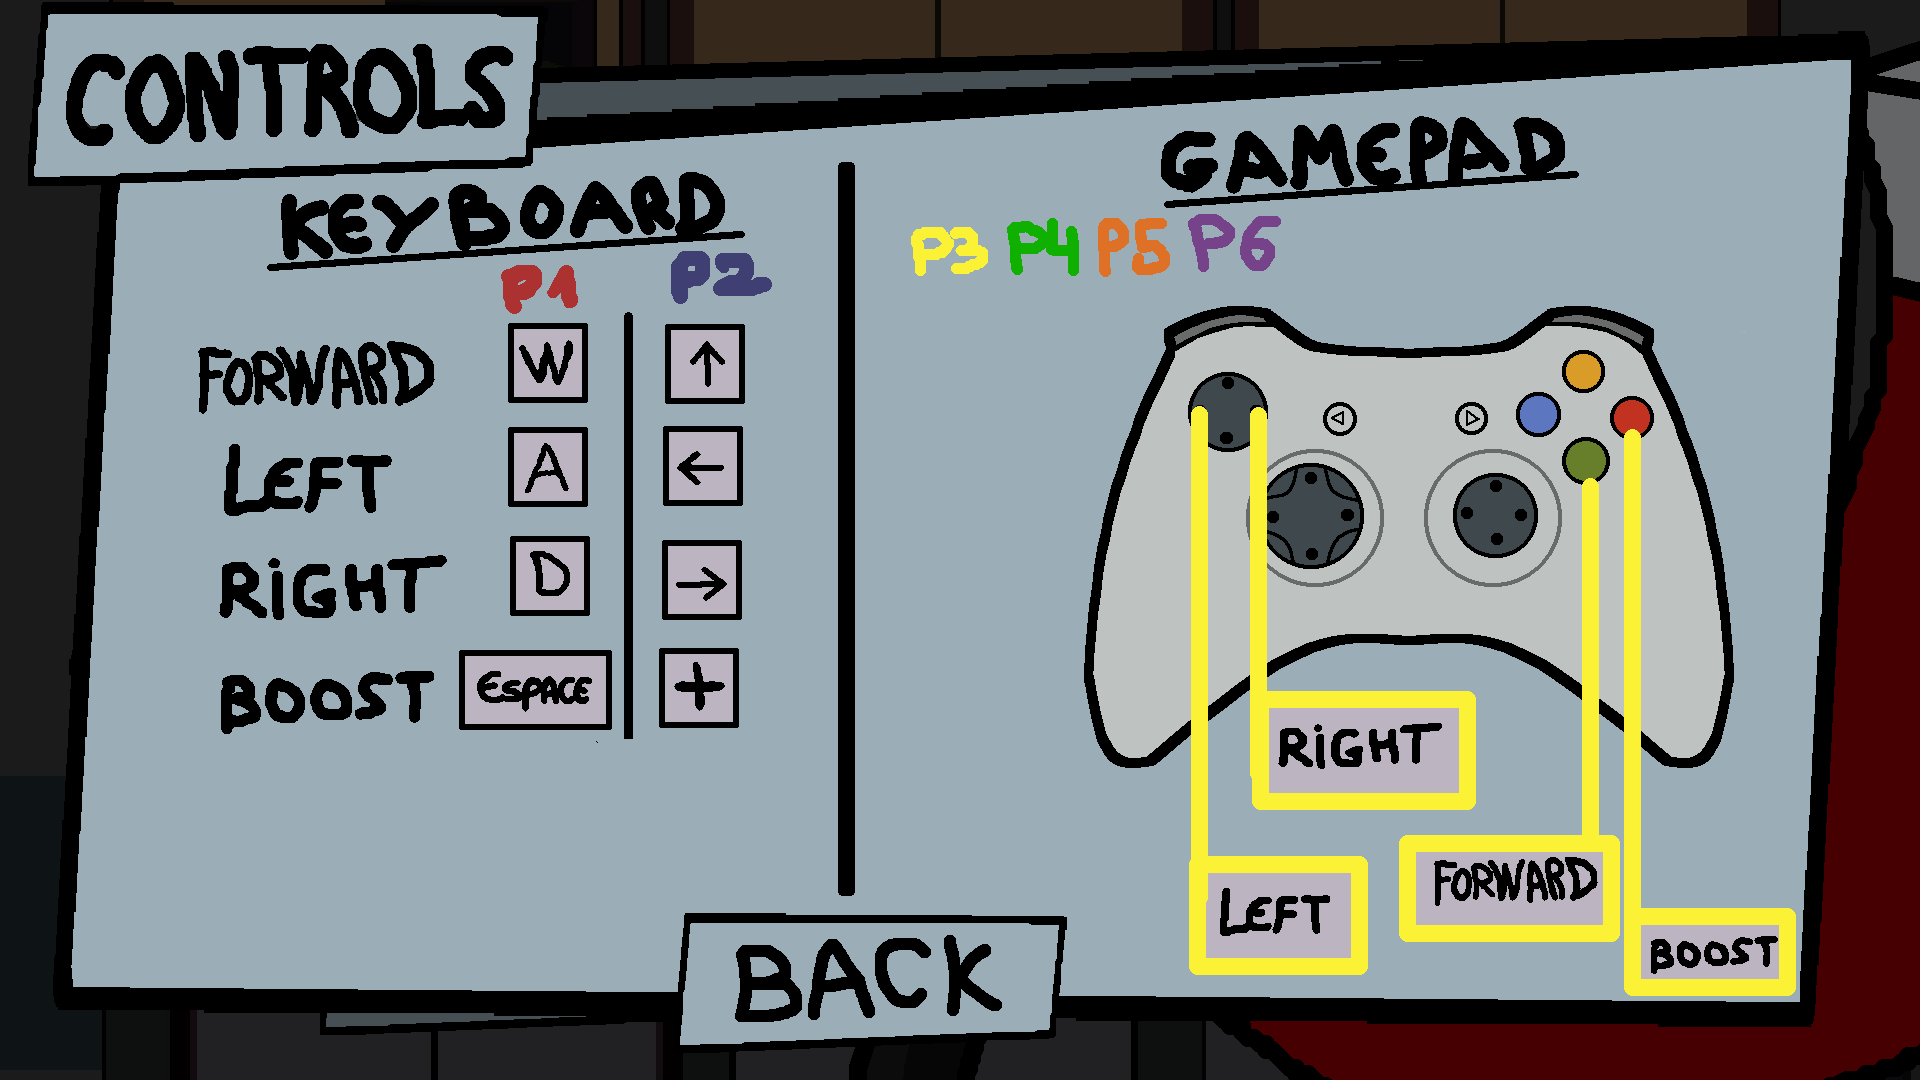 CONTROLS
KEYBOARD
P1 P2
FORWARD W ↑
LEFT A ←
RiGHT D →
BOOST ESPACE +
GAMEPAD
P3 P4 P5 P6
RiGHT
LEFT
FORWARD
BOOST
BACK